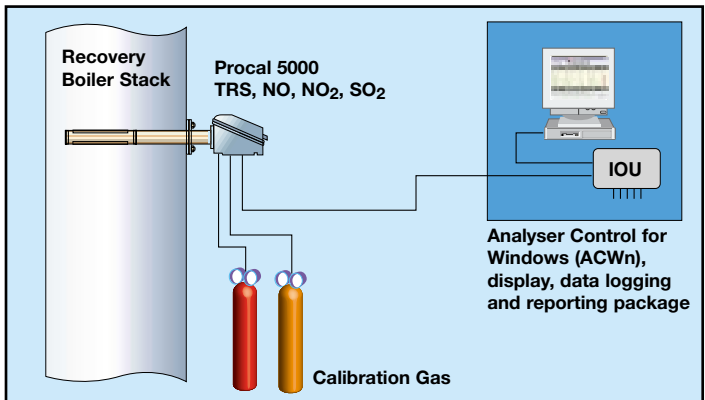 Recovery
Boiler Stack
Procal 5000
TRS, NO, NO₂, SO₂
IOU
Analyser Control for
Windows (ACWn),
display, data logging
and reporting package
Calibration Gas